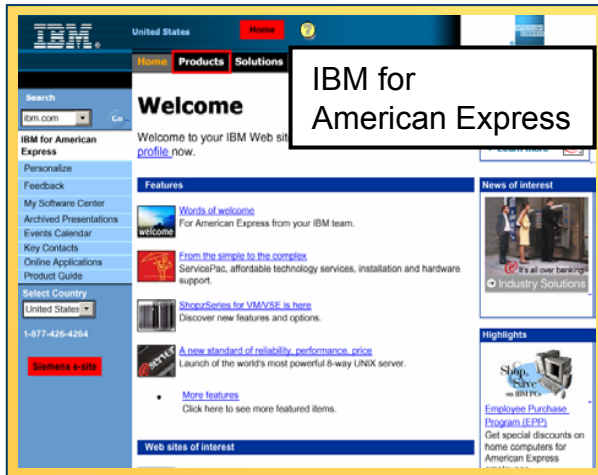 IBM
United States
Home
?
Home Products Solutions
IBM for
American Express
Search
ibm.com
Go
IBM for American
Express
Personalize
Feedback
My Software Center
Archived Presentations
Events Calendar
Key Contacts
Online Applications
Product Guide
Select Country
United States
1-877-426-4264
Siemens e-site
Welcome
Welcome to your IBM Web sit
profile now.
Features
welcome
Words of welcome
For American Express from your IBM team.
From the simple to the complex
ServicePac, affordable technology services, installation and hardware
support.
ShopzSeries for VM/VSE is here
Discover new features and options.
server
A new standard of reliability, performance, price
Launch of the world's most powerful 8-way UNIX server.
• More features
Click here to see more featured items.
Web sites of interest
Learn more
News of interest
It's all over banking
Industry Solutions
Highlights
Shop,
Save
on IBM PCs
Employee Purchase
Program (EPP)
Get special discounts on
home computers for
American Express